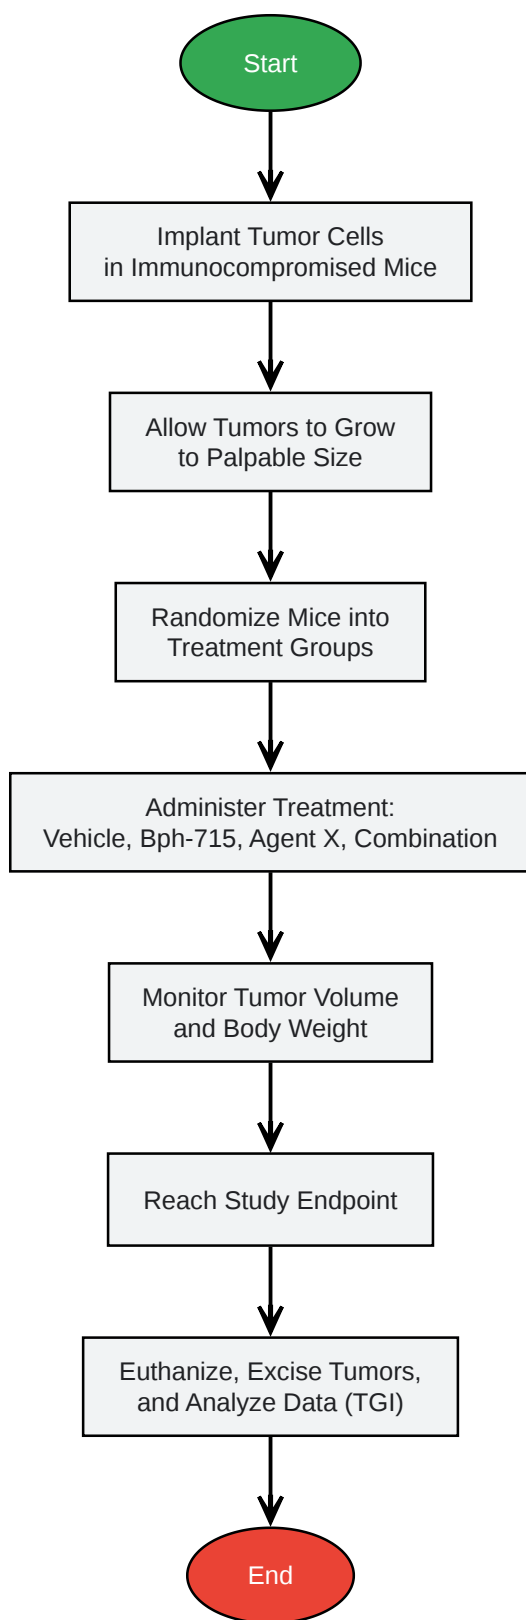 Start
Implant Tumor Cells
in Immunocompromised Mice
Allow Tumors to Grow
to Palpable Size
Randomize Mice into
Treatment Groups
Administer Treatment:
Vehicle, Bph-715, Agent X, Combination
Monitor Tumor Volume
and Body Weight
Reach Study Endpoint
Euthanize, Excise Tumors,
and Analyze Data (TGI)
End